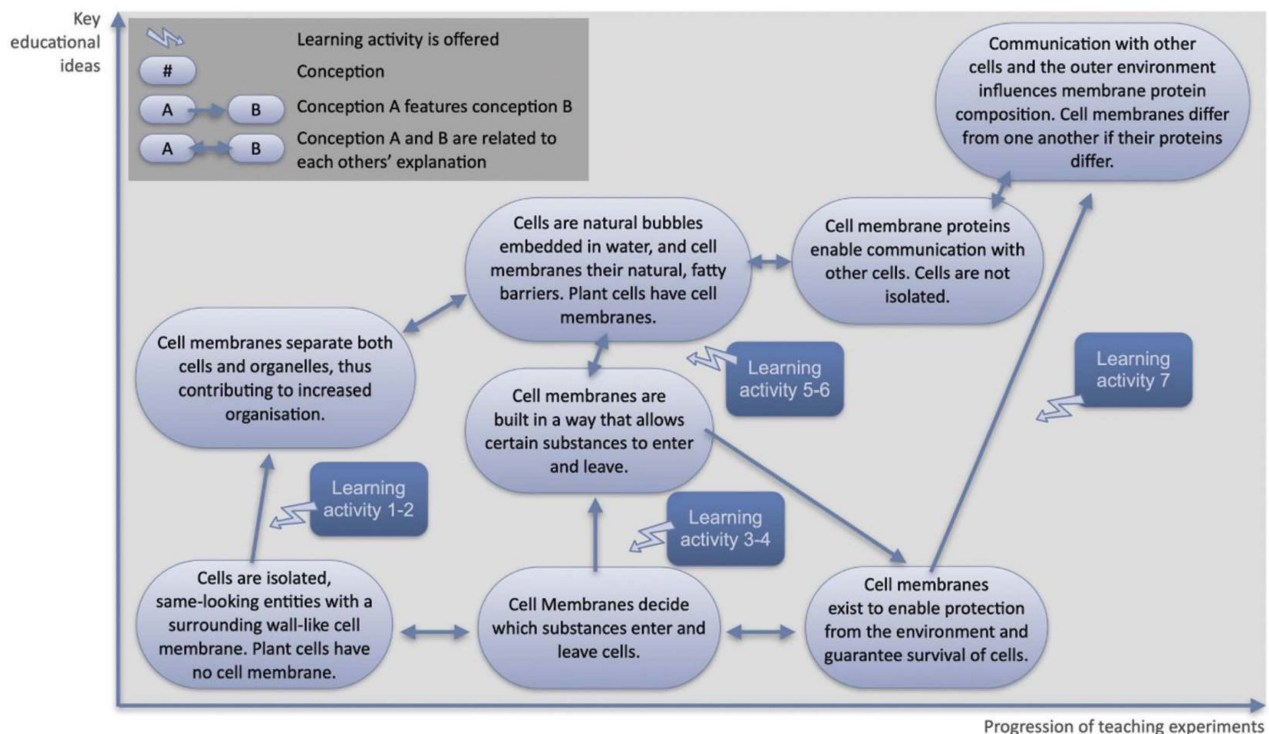 Key
educational
ideas
Learning activity is offered
#
Conception
A
B
Conception A features conception B
A
B
Conception A and B are related to
each others' explanation
Communication with other
cells and the outer environment
influences membrane protein
composition. Cell membranes differ
from one another if their proteins
differ.
Cells are natural bubbles
embedded in water, and cell
membranes their natural, fatty
barriers. Plant cells have cell
membranes.
Cell membrane proteins
enable communication with
other cells. Cells are not
isolated.
Cell membranes separate both
cells and organelles, thus
contributing to increased
organisation.
Learning
activity 5-6
Learning
activity 7
Cell membranes are
built in a way that allows
certain substances to enter
and leave.
Learning
activity 1-2
Learning
activity 3-4
Cells are isolated,
same-looking entities with a
surrounding wall-like cell
membrane. Plant cells have
no cell membrane.
Cell Membranes decide
which substances enter and
leave cells.
Cell membranes
exist to enable protection
from the environment and
guarantee survival of cells.
Progression of teaching experiments